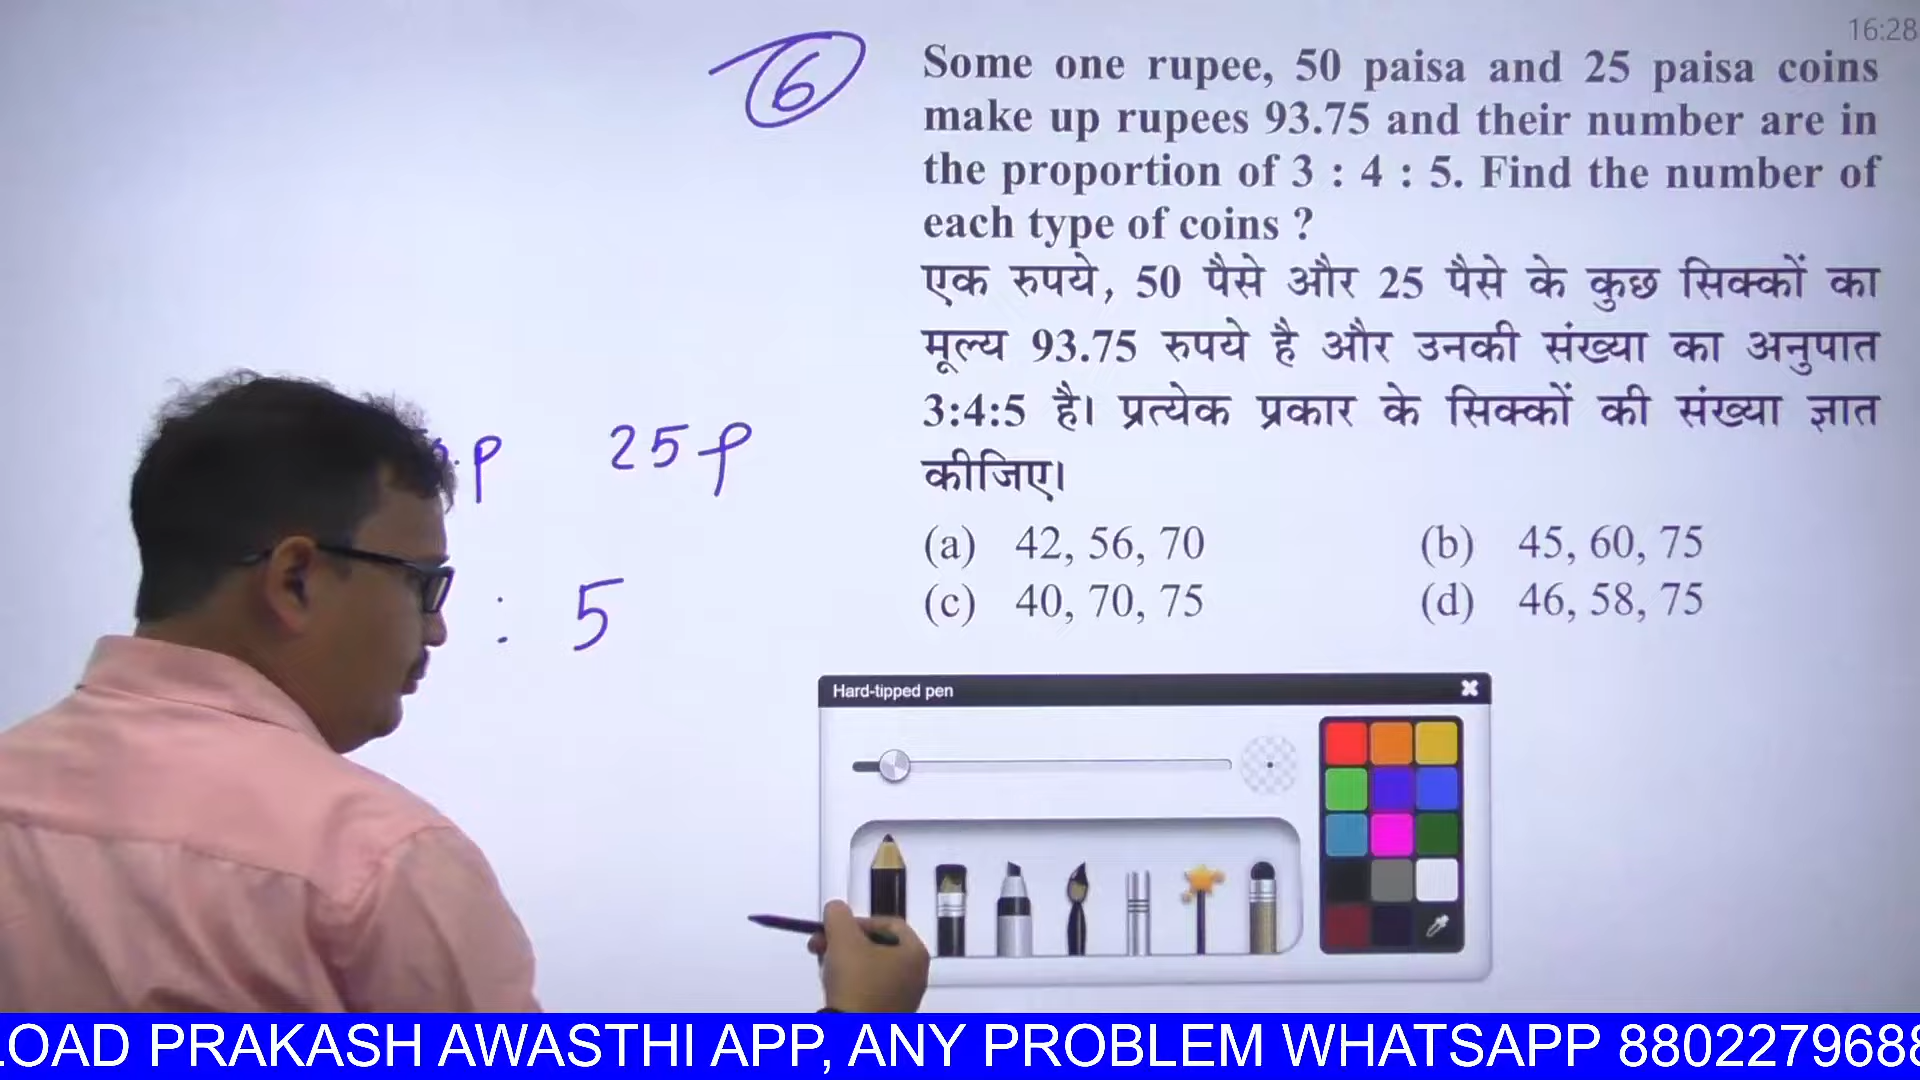 16:28
6
Some one rupee, 50 paisa and 25 paisa coins
make up rupees 93.75 and their number are in
the proportion of 3 : 4 : 5. Find the number of
each type of coins ?
एक रुपये, 50 पैसे और 25 पैसे के कुछ सिक्कों का
मूल्य 93.75 रुपये है और उनकी संख्या का अनुपात
3:4:5 है। प्रत्येक प्रकार के सिक्कों की संख्या ज्ञात
कीजिए।
(a) 42, 56, 70 (b) 45, 60, 75
(c) 40, 70, 75 (d) 46, 58, 75
p 25p
: 5
Hard-tipped pen
LOAD PRAKASH AWASTHI APP, ANY PROBLEM WHATSAPP 8802279688